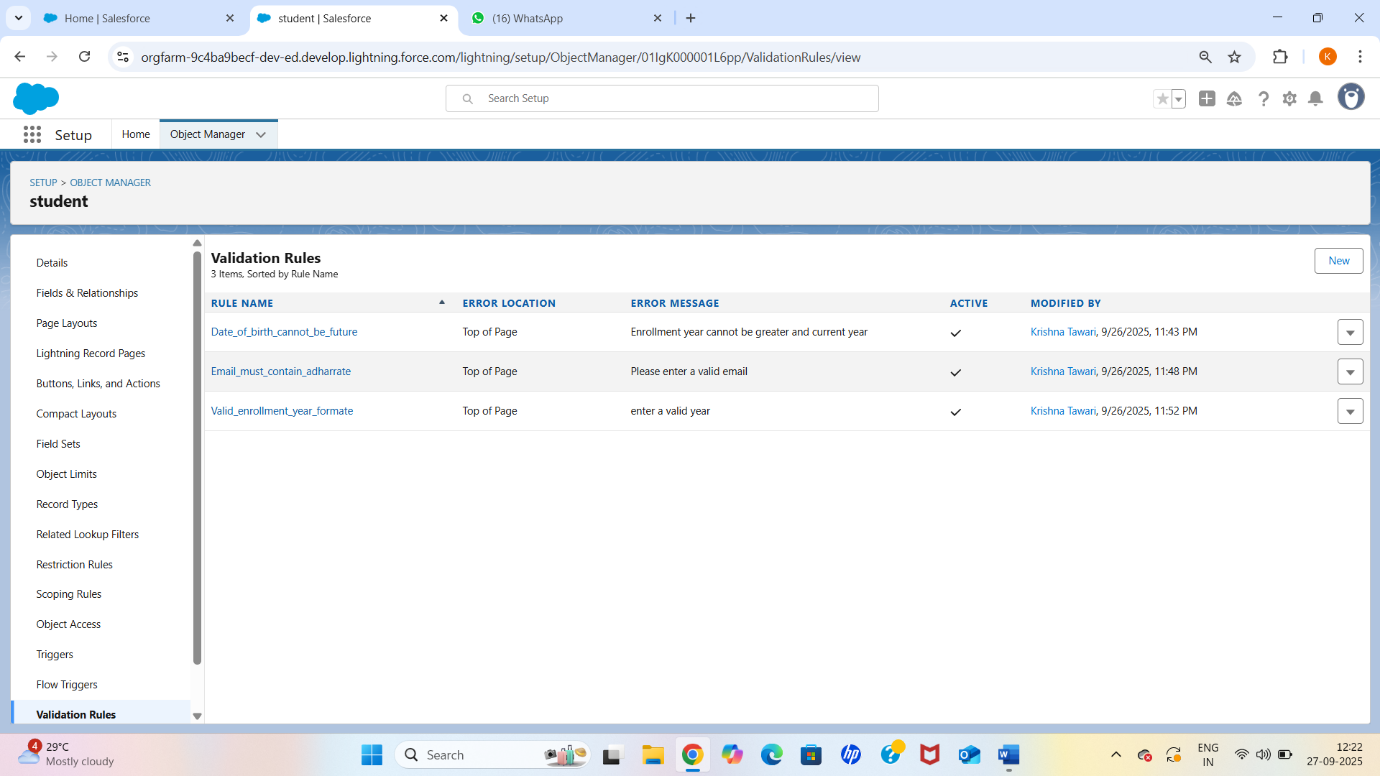 Home | Salesforce
student | Salesforce
(16) WhatsApp
orgfarm-9c4ba9becf-dev-ed.develop.lightning.force.com/lightning/setup/ObjectManager/01IgK000001L6pp/ValidationRules/view
K
Search Setup
Setup
Home
Object Manager
SETUP > OBJECT MANAGER
student
Details
Fields & Relationships
Page Layouts
Lightning Record Pages
Buttons, Links, and Actions
Compact Layouts
Field Sets
Object Limits
Record Types
Related Lookup Filters
Restriction Rules
Scoping Rules
Object Access
Triggers
Flow Triggers
Validation Rules
Validation Rules
3 Items, Sorted by Rule Name
New
RULE NAME ERROR LOCATION ERROR MESSAGE ACTIVE MODIFIED BY
Date_of_birth_cannot_be_future Top of Page Enrollment year cannot be greater and current year Krishna Tawari, 9/26/2025, 11:43 PM
Email_must_contain_adharrate Top of Page Please enter a valid email Krishna Tawari, 9/26/2025, 11:48 PM
Valid_enrollment_year_formate Top of Page enter a valid year Krishna Tawari, 9/26/2025, 11:52 PM
4
29°C
Mostly cloudy
Search
ENG
IN
12:22
27-09-2025